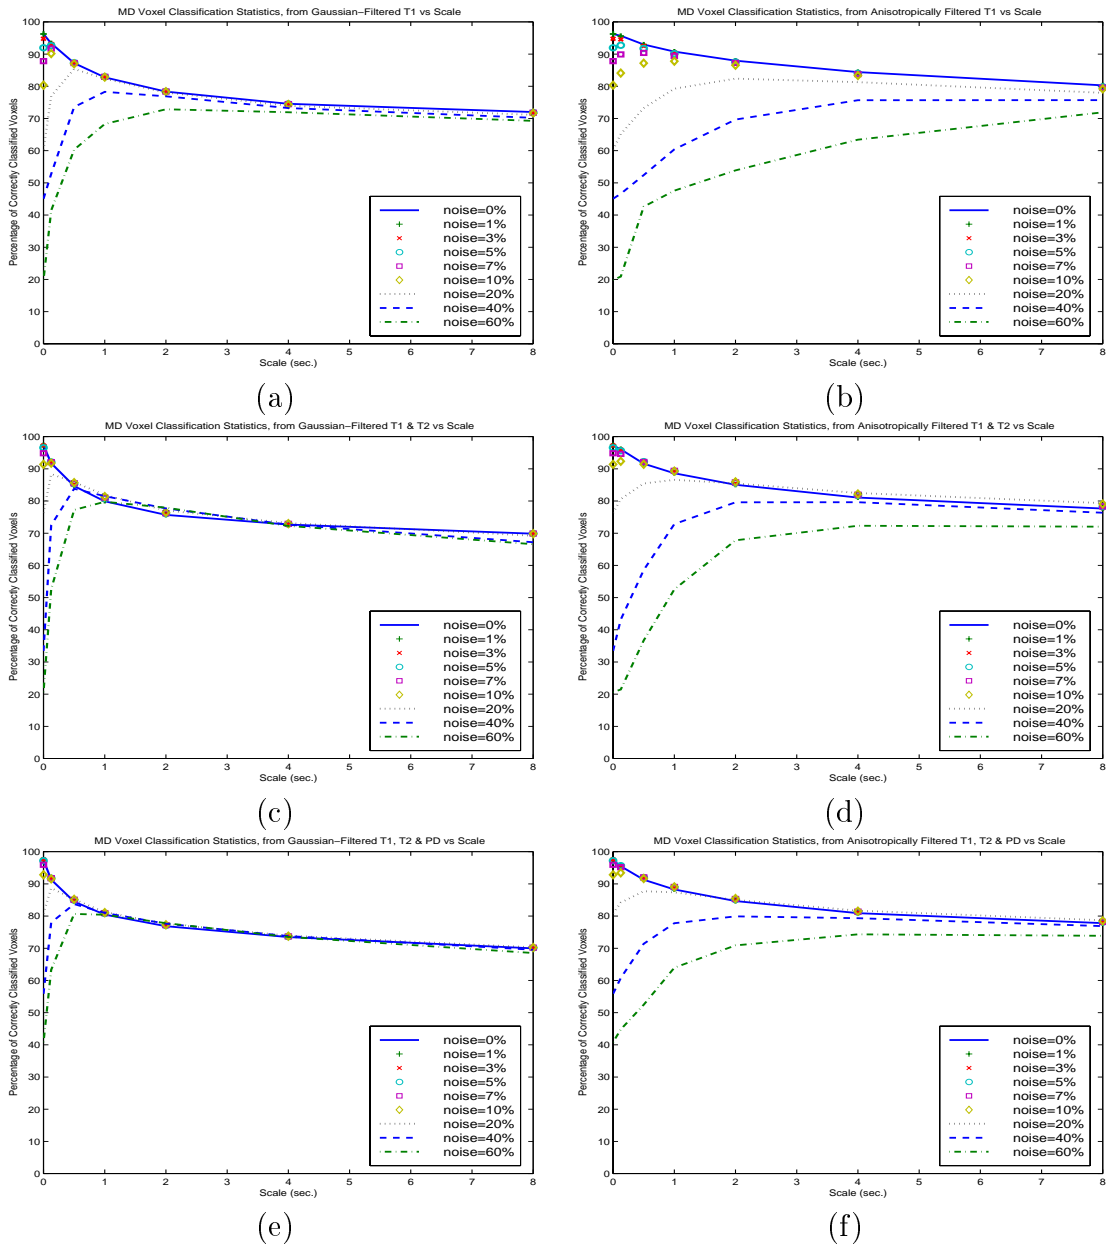 MD Voxel Classification Statistics, from Gaussian–Filtered T1 vs Scale
Percentage of Correctly Classified Voxels
100
90
80
70
60
50
40
30
20
10
0
noise=0%
noise=1%
noise=3%
noise=5%
noise=7%
noise=10%
noise=20%
noise=40%
noise=60%
0 1 2 3 4 5 6 7 8
Scale (sec.)
(a)
MD Voxel Classification Statistics, from Anisotropically Filtered T1 vs Scale
Percentage of Correctly Classified Voxels
100
90
80
70
60
50
40
30
20
10
0
noise=0%
noise=1%
noise=3%
noise=5%
noise=7%
noise=10%
noise=20%
noise=40%
noise=60%
0 1 2 3 4 5 6 7 8
Scale (sec.)
(b)
MD Voxel Classification Statistics, from Gaussian–Filtered T1 & T2 vs Scale
Percentage of Correctly Classified Voxels
100
90
80
70
60
50
40
30
20
10
0
noise=0%
noise=1%
noise=3%
noise=5%
noise=7%
noise=10%
noise=20%
noise=40%
noise=60%
0 1 2 3 4 5 6 7 8
Scale (sec.)
(c)
MD Voxel Classification Statistics, from Anisotropically Filtered T1 & T2 vs Scale
Percentage of Correctly Classified Voxels
100
90
80
70
60
50
40
30
20
10
0
noise=0%
noise=1%
noise=3%
noise=5%
noise=7%
noise=10%
noise=20%
noise=40%
noise=60%
0 1 2 3 4 5 6 7 8
Scale (sec.)
(d)
MD Voxel Classification Statistics, from Gaussian–Filtered T1, T2 & PD vs Scale
Percentage of Correctly Classified Voxels
100
90
80
70
60
50
40
30
20
10
0
noise=0%
noise=1%
noise=3%
noise=5%
noise=7%
noise=10%
noise=20%
noise=40%
noise=60%
0 1 2 3 4 5 6 7 8
Scale (sec.)
(e)
MD Voxel Classification Statistics, from Anisotropically Filtered T1, T2 & PD vs Scale
Percentage of Correctly Classified Voxels
100
90
80
70
60
50
40
30
20
10
0
noise=0%
noise=1%
noise=3%
noise=5%
noise=7%
noise=10%
noise=20%
noise=40%
noise=60%
0 1 2 3 4 5 6 7 8
Scale (sec.)
(f)